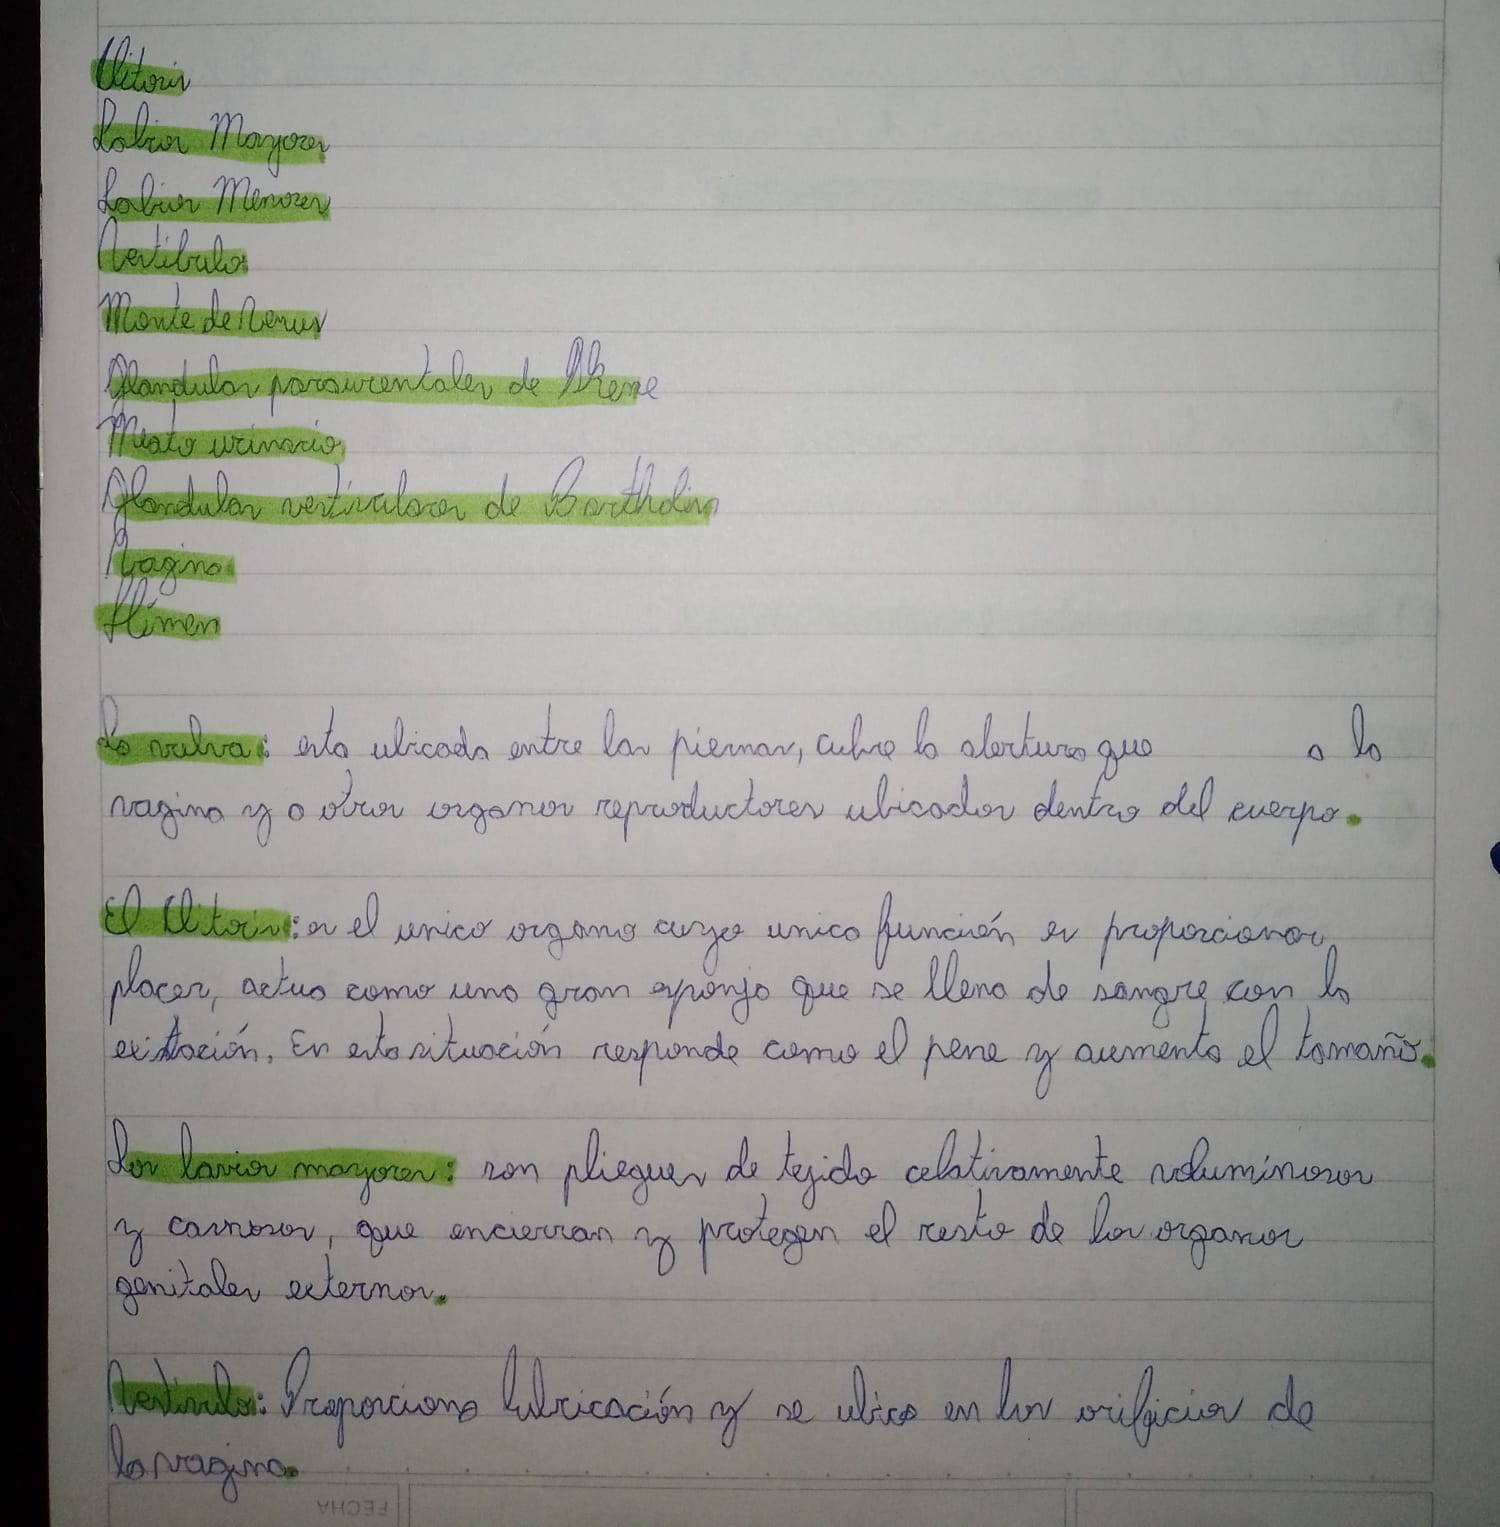 Clitoris
Labios Mayores
Labios Menores
Vestibulo
Monte de Venus
Glandulas parauretales de Skene
Meato urinario
Glandulas vestivulares de Bartholin
Vagina
Hímen
La vulva: esta ubicada entre las piernas, cubre la abertura que a la
vagina y a otros organos reproductores ubicados dentro del cuerpo.
El Clitoris: es el unico organo cuya unica función es proporcionar
placer, actua como una gran esponja que se llena de sangre con la
exitación. En esta situación responde como el pene y aumenta el tamaño.
Los lavios mayores: son pliegues de tejido relativamente voluminosos
y carnosos, que encierran y protegen el resto de los organos
genitales externos.
Vestivulo: Proporciona lubricación y se ubica en los orificios de
la vagina.
FECHA